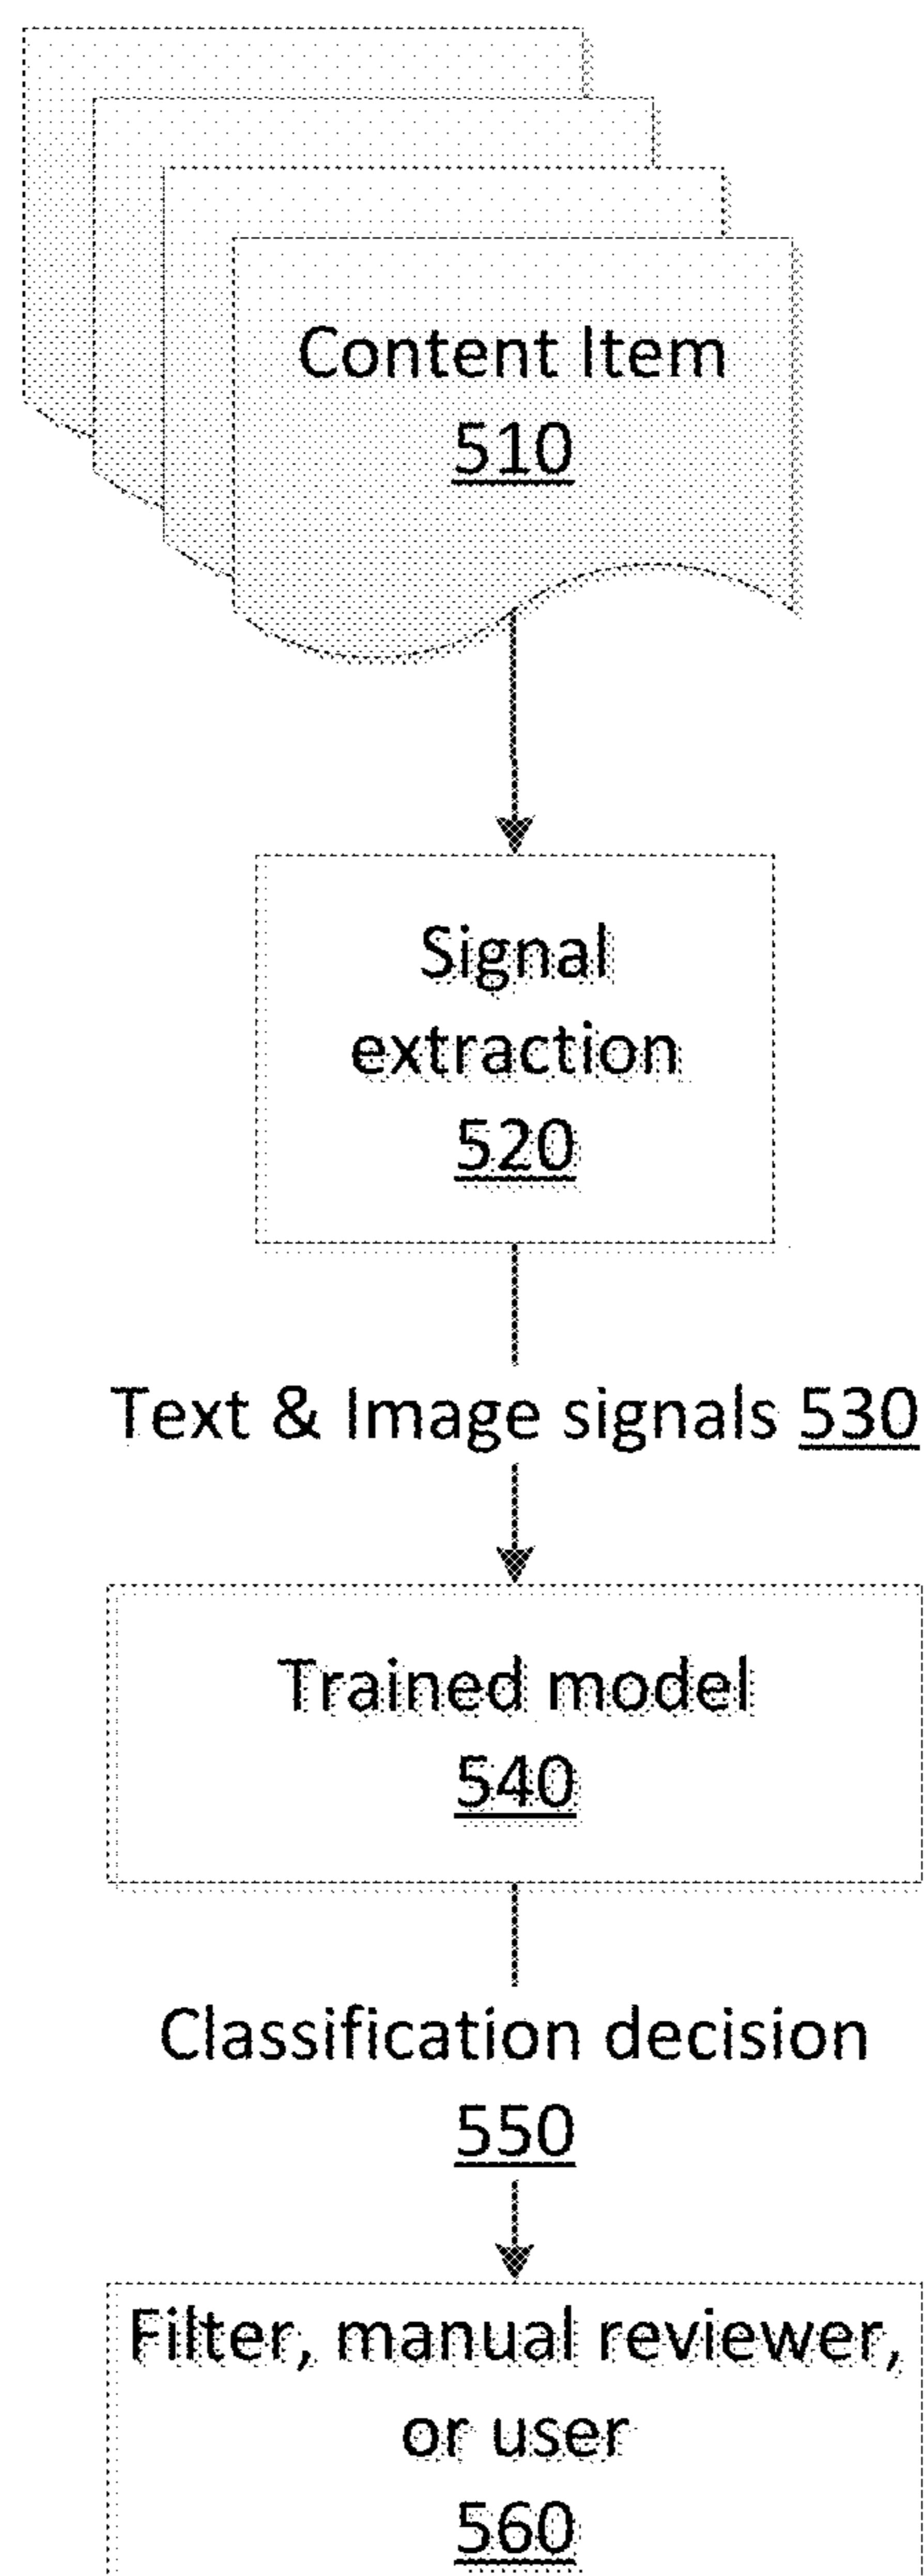 Content Item
510
Signal
extraction
520
Text & Image signals 530
Trained model
540
Classification decision
550
Filter, manual reviewer,
or user
560